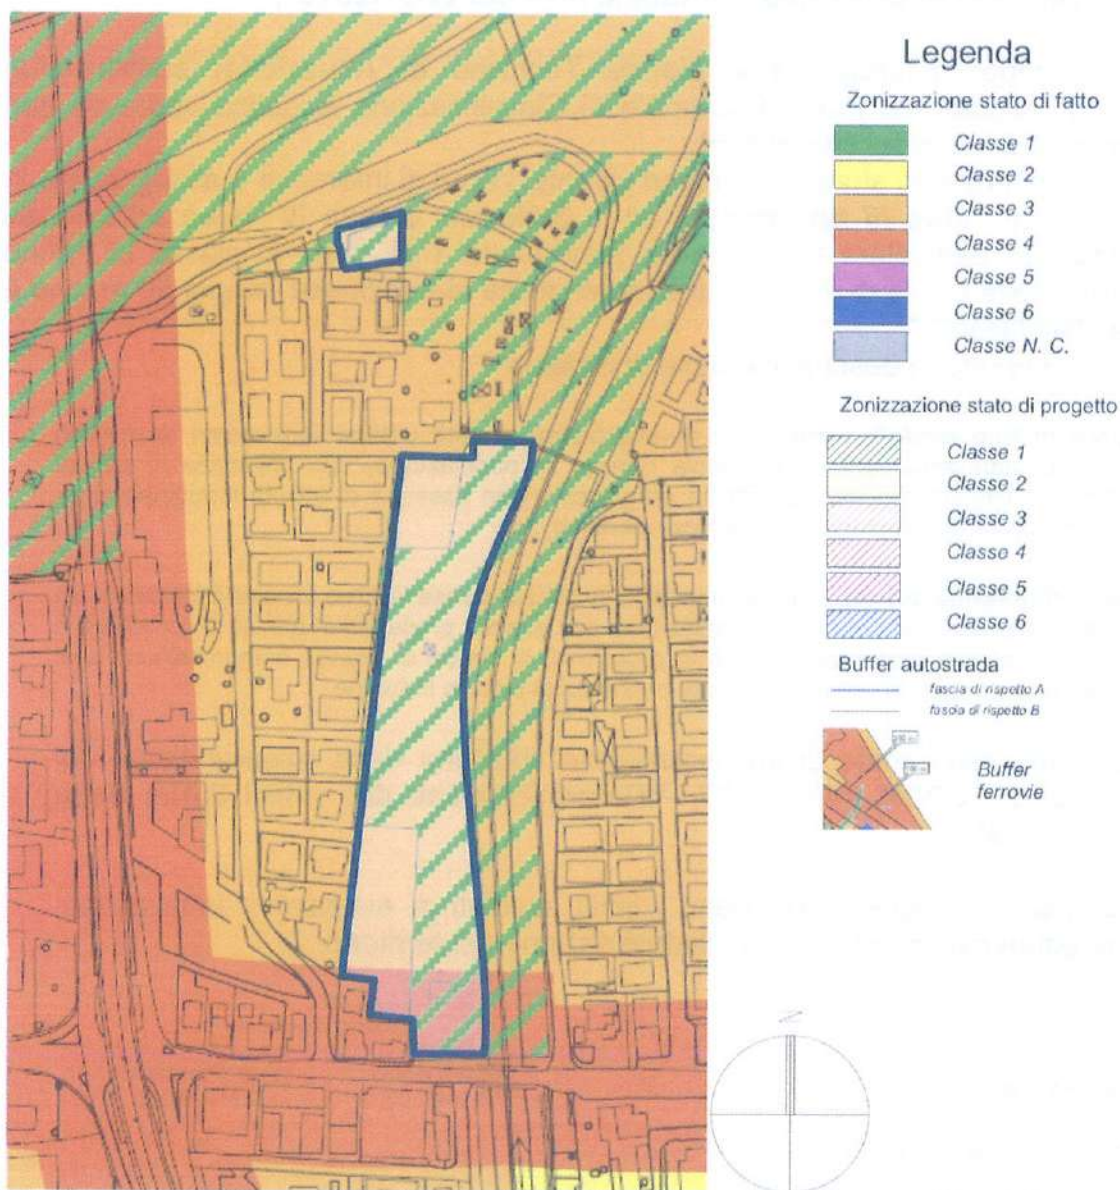 Legenda
Zonizzazione stato di fatto
Classe 1
Classe 2
Classe 3
Classe 4
Classe 5
Classe 6
Classe N. C.
Zonizzazione stato di progetto
Classe 1
Classe 2
Classe 3
Classe 4
Classe 5
Classe 6
Buffer autostrada
fascia di rispetto A
fascia di rispetto B
Buffer
ferrovie
N